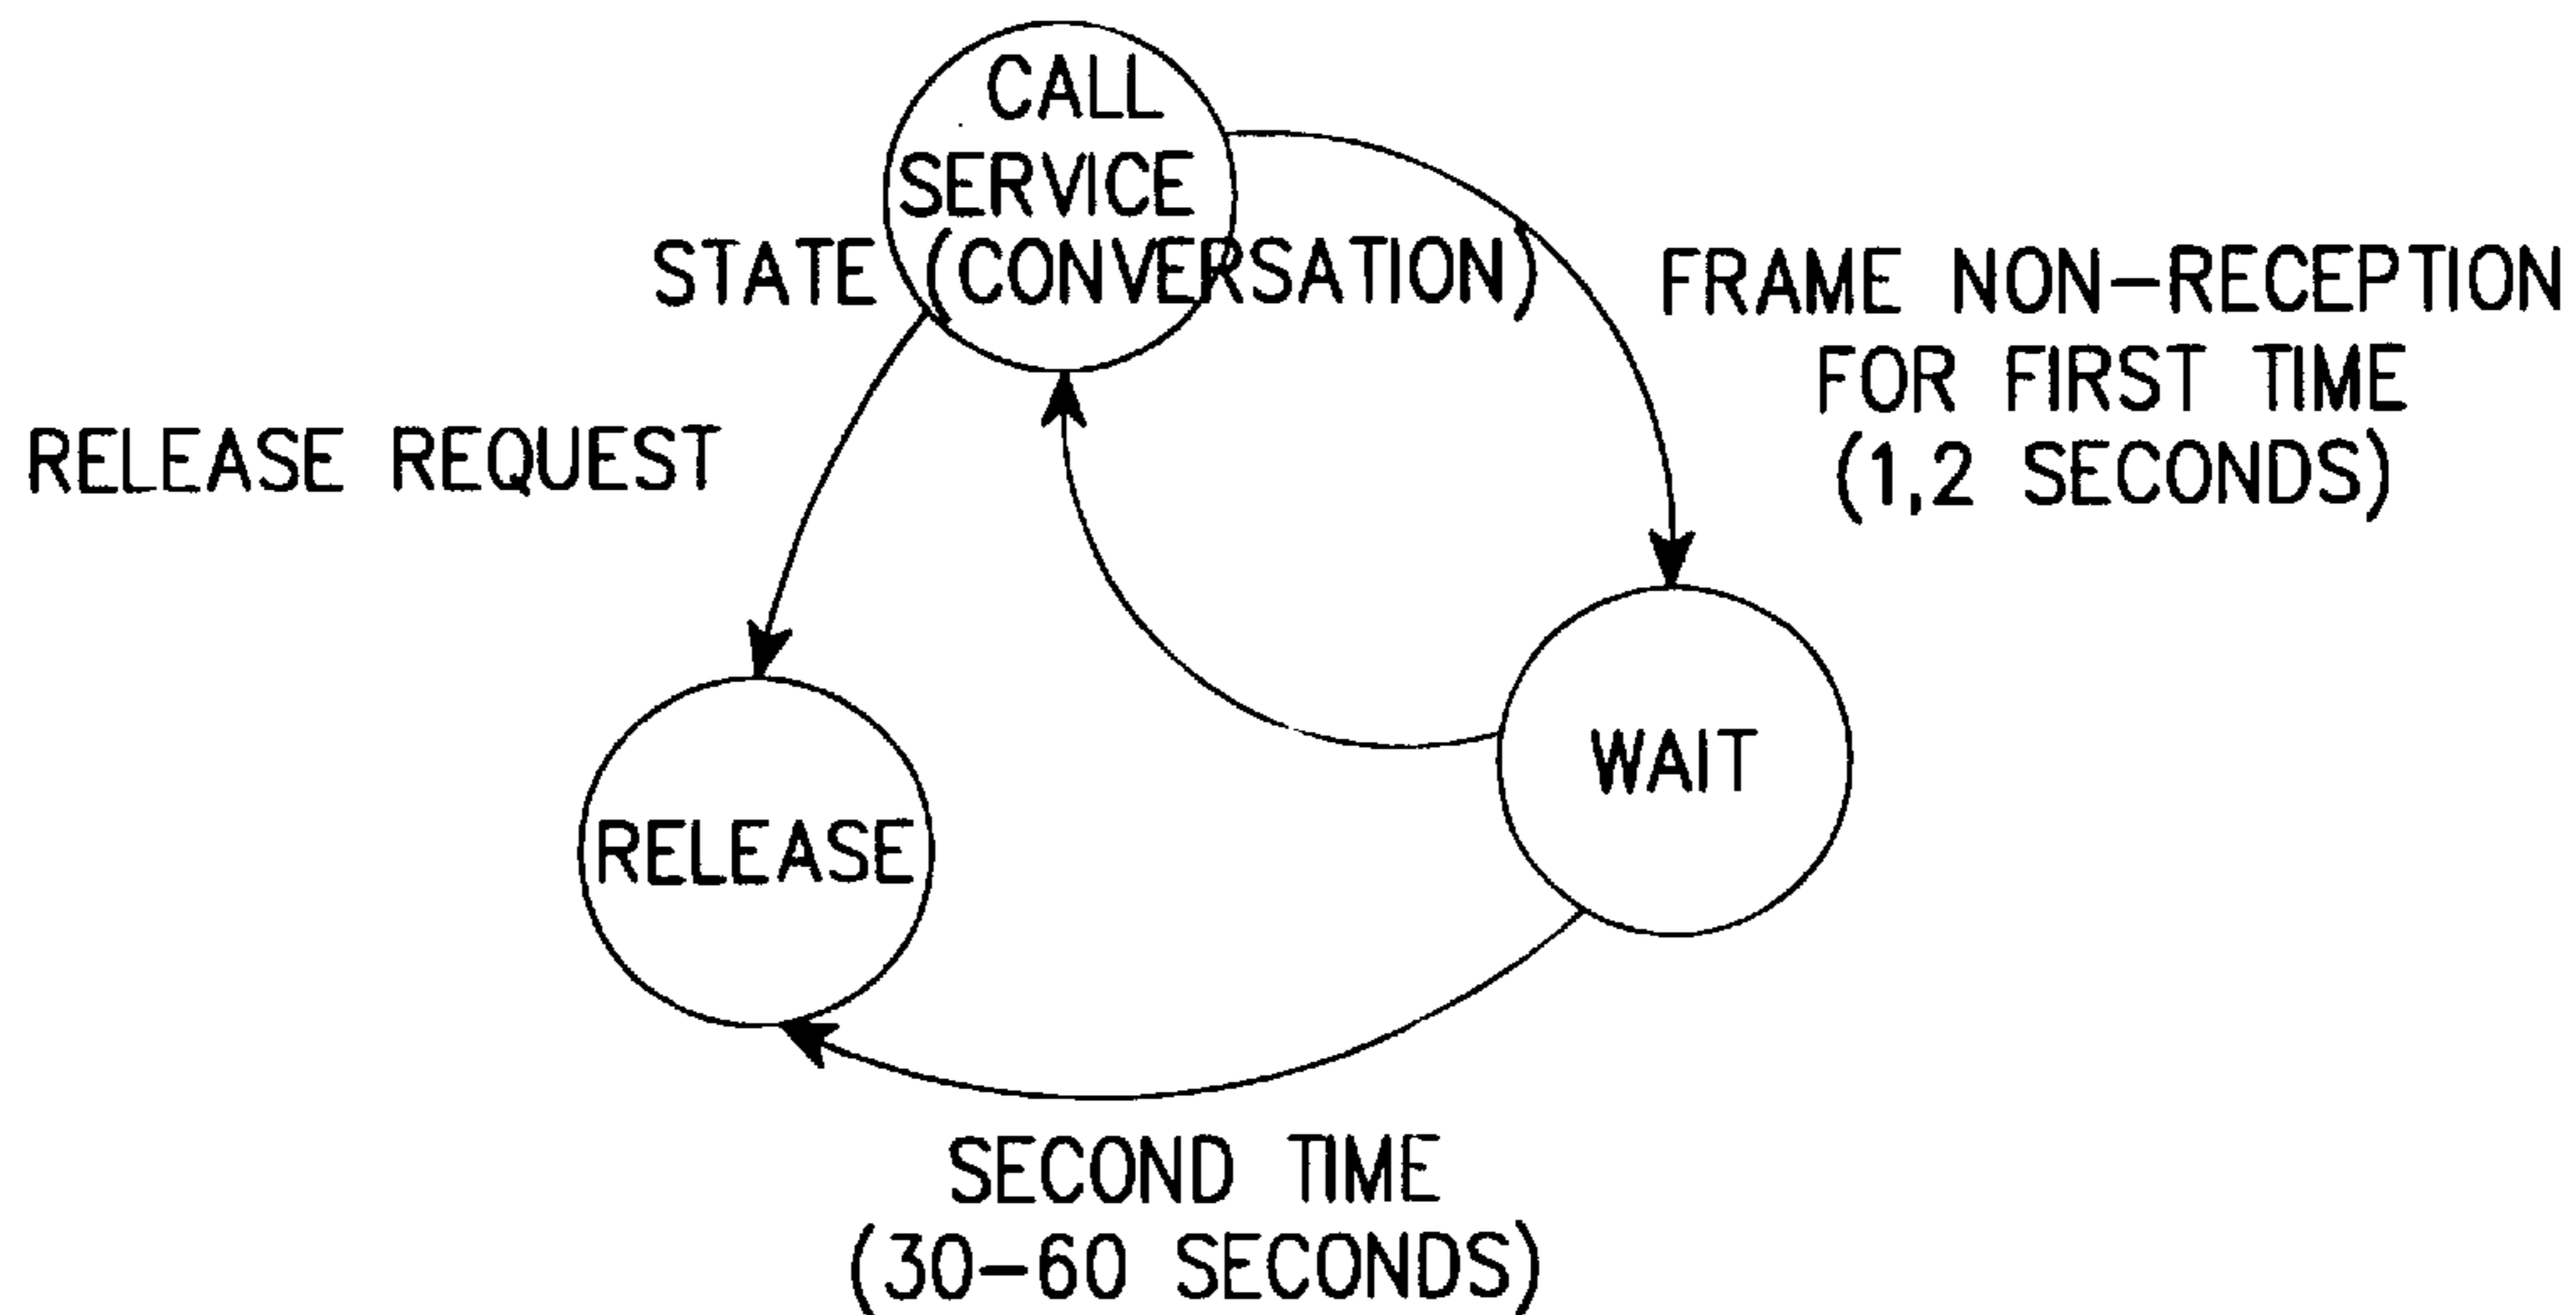 CALL
SERVICE
STATE (CONVERSATION)
FRAME NON-RECEPTION
FOR FIRST TIME
(1,2 SECONDS)
RELEASE REQUEST
WAIT
RELEASE
SECOND TIME
(30-60 SECONDS)